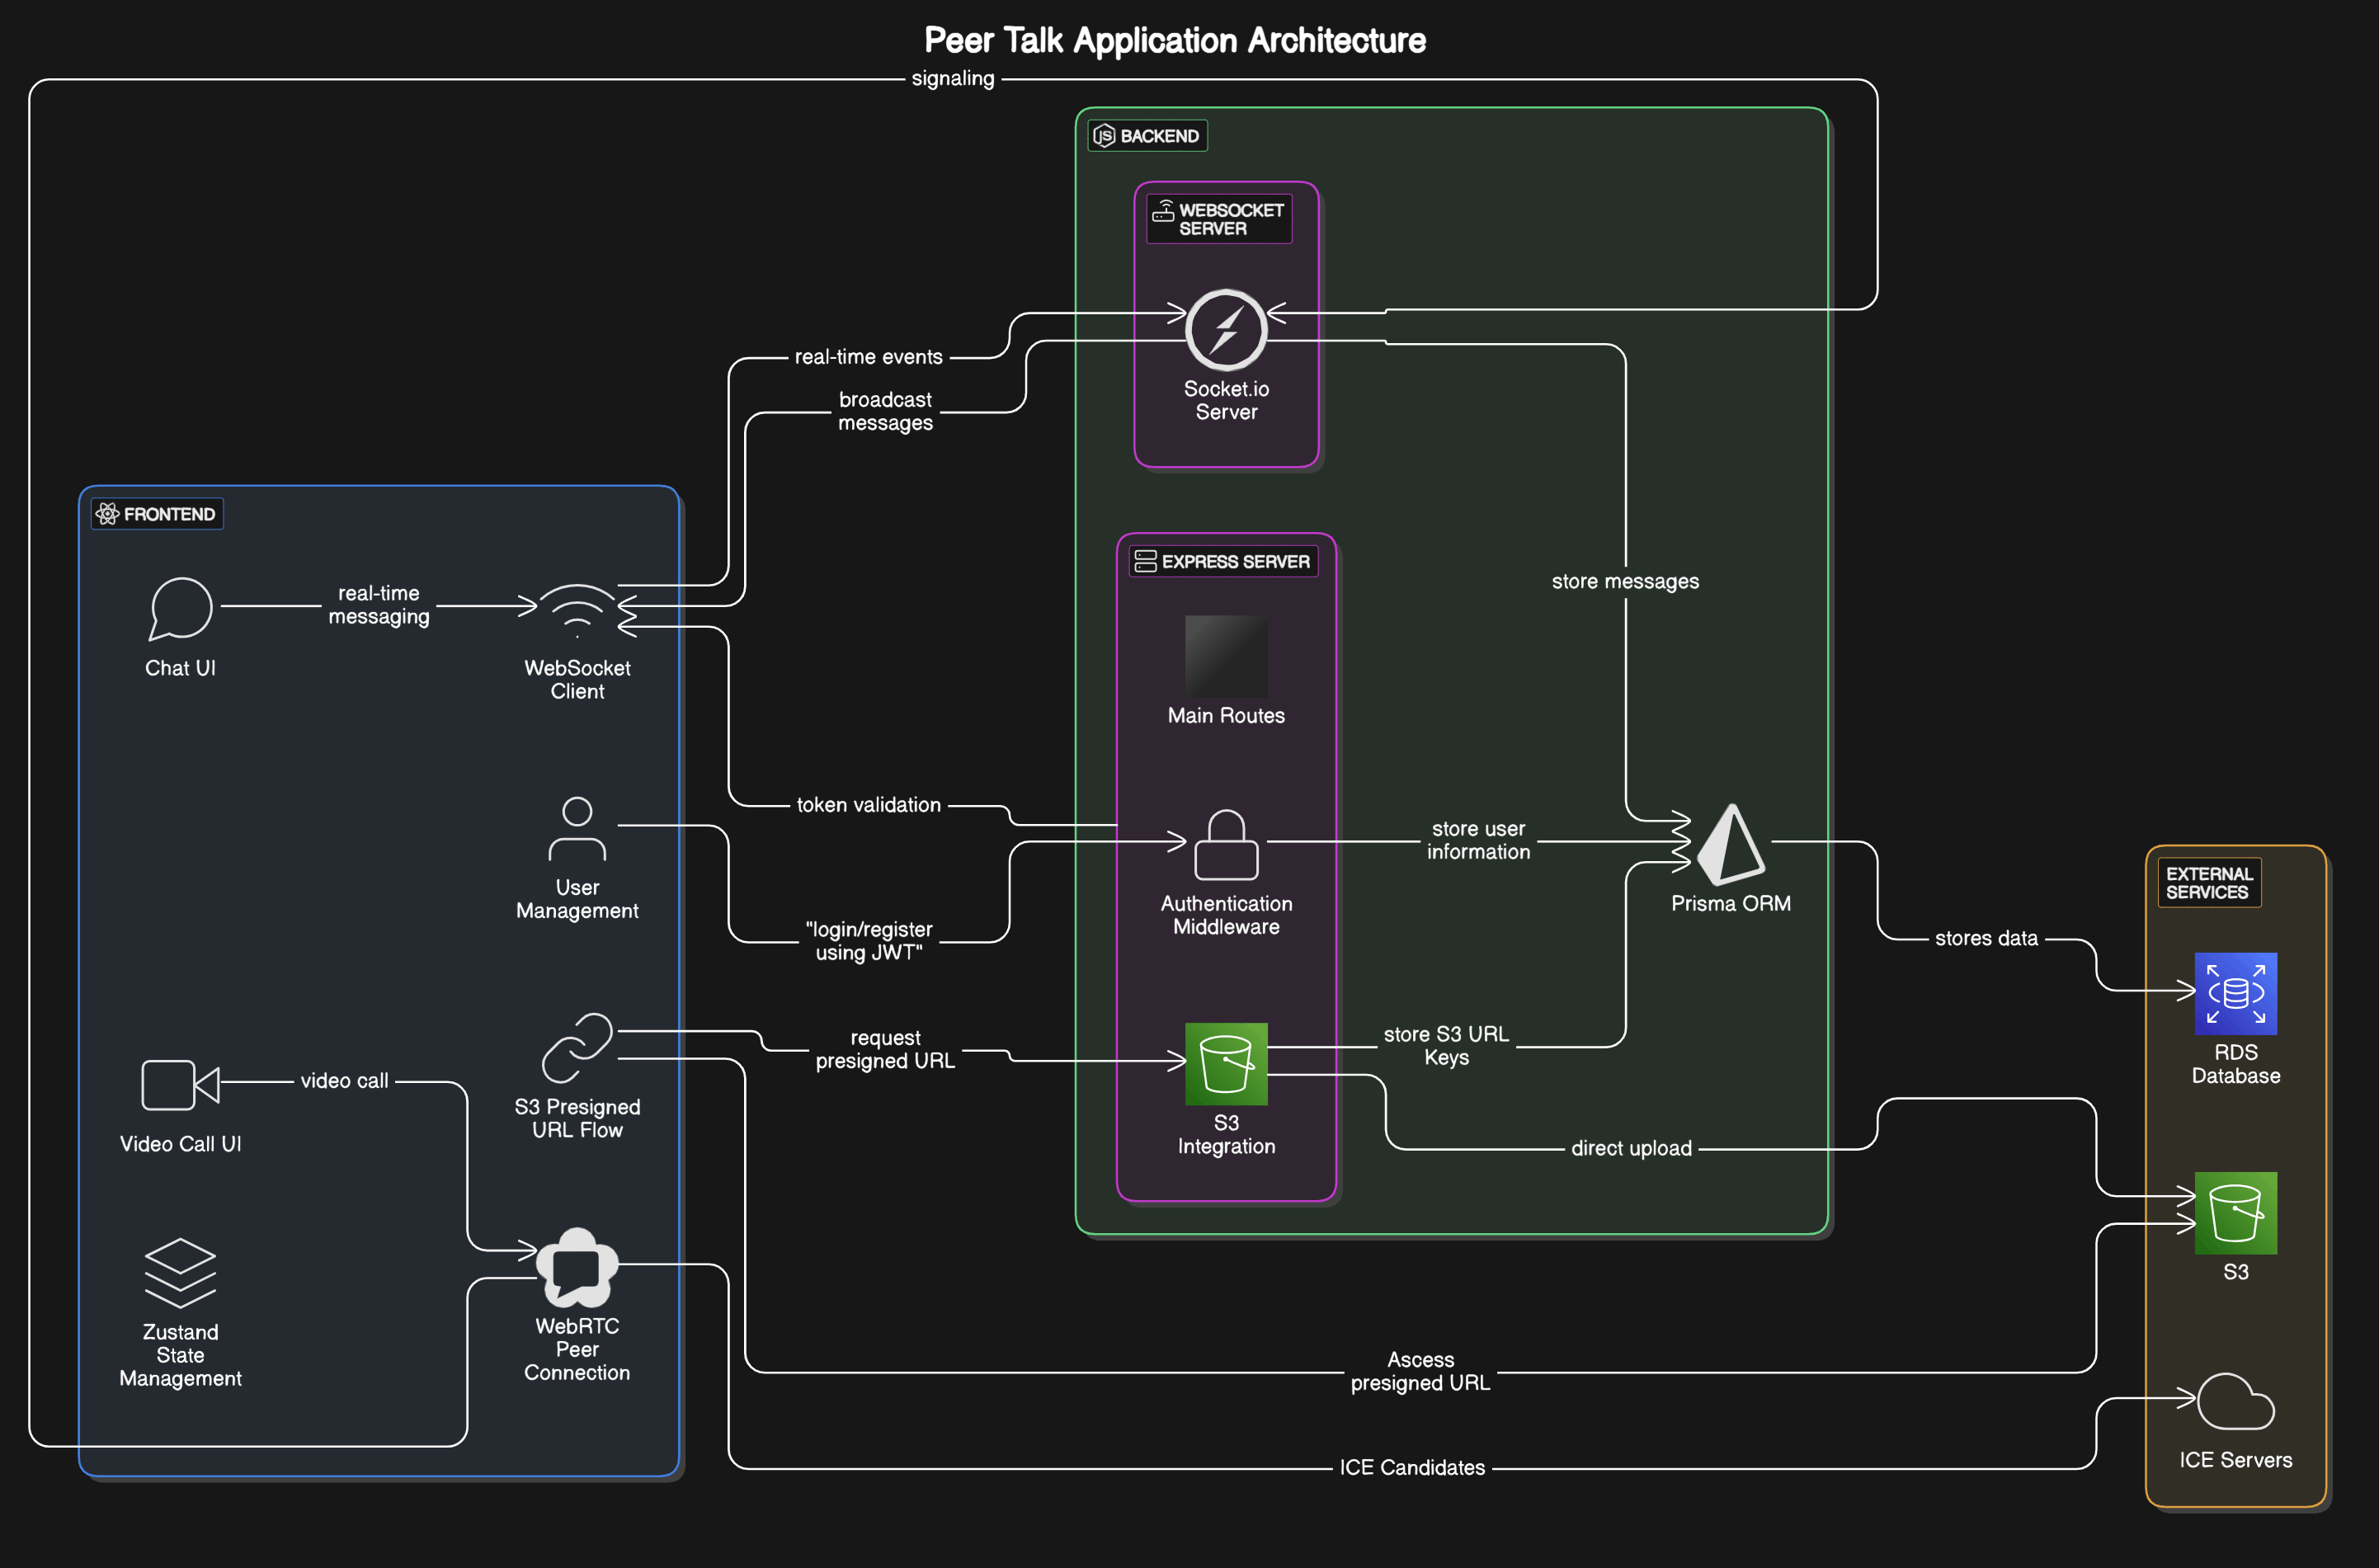 Peer Talk Application Architecture
signaling
JS BACKEND
WEBSOCKET
SERVER
Socket.io
Server
real-time events
broadcast
messages
FRONTEND
Chat UI
real-time
messaging
WebSocket
Client
EXPRESS SERVER
Main Routes
store messages
token validation
User
Management
"login/register
using JWT"
Authentication
Middleware
store user
information
Prisma ORM
stores data
EXTERNAL
SERVICES
RDS
Database
S3 Presigned
URL Flow
request
presigned URL
S3
Integration
store S3 URL
Keys
direct upload
S3
Video Call UI
video call
Zustand
State
Management
WebRTC
Peer
Connection
Ascess
presigned URL
ICE Candidates
ICE Servers